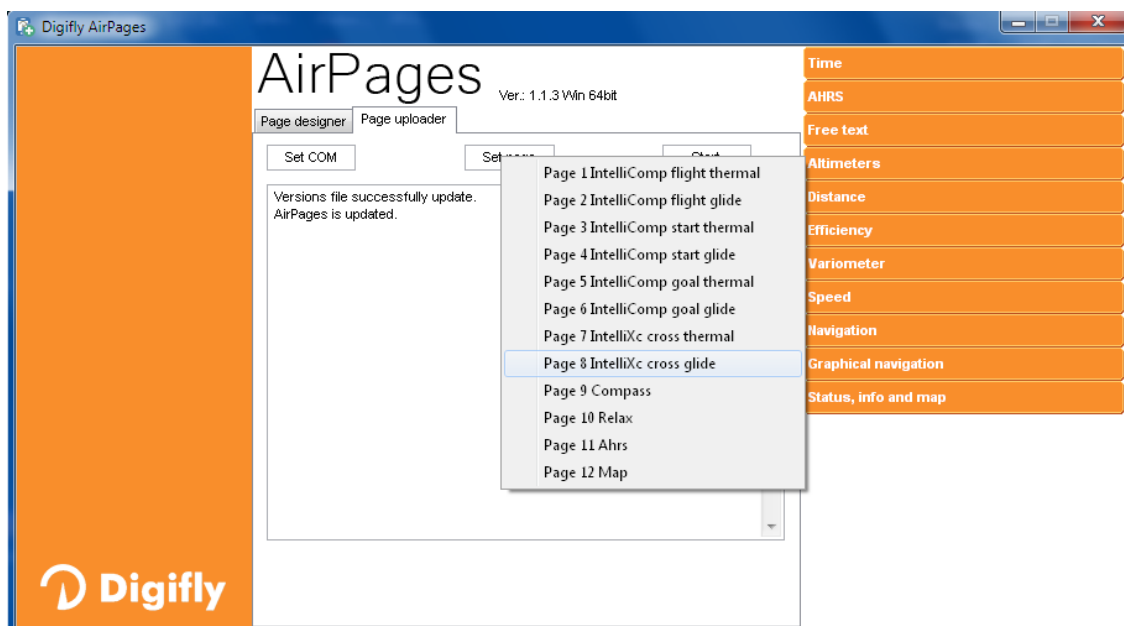 Digifly AirPages
AirPages
Ver.: 1.1.3 Win 64bit
Page designer
Page uploader
Set COM
Set page
Start
Versions file successfully update.
AirPages is updated.
Page 1 IntelliComp flight thermal
Page 2 IntelliComp flight glide
Page 3 IntelliComp start thermal
Page 4 IntelliComp start glide
Page 5 IntelliComp goal thermal
Page 6 IntelliComp goal glide
Page 7 IntelliXc cross thermal
Page 8 IntelliXc cross glide
Page 9 Compass
Page 10 Relax
Page 11 Ahrs
Page 12 Map
Time
AHRS
Free text
Altimeters
Distance
Efficiency
Variometer
Speed
Navigation
Graphical navigation
Status, info and map
Digifly